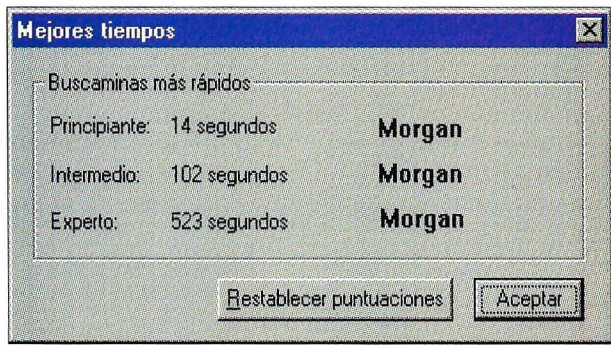 Mejores tiempos
Buscaminas más rápidos
Principiante: 14 segundos Morgan
Intermedio: 102 segundos Morgan
Experto: 523 segundos Morgan
Restablecer puntuaciones Aceptar